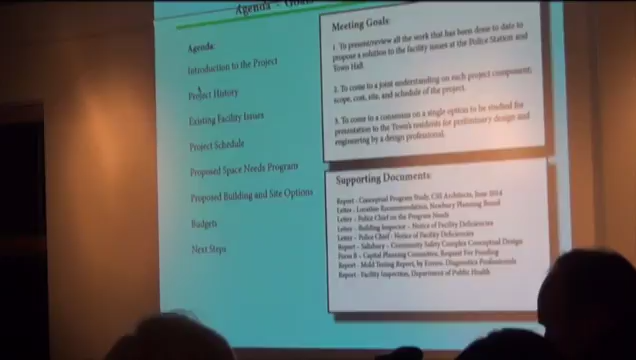 Agenda - Goals
Agenda:
Introduction to the Project
Project History
Existing Facility Issues
Project Schedule
Proposed Space Needs Program
Proposed Building and Site Options
Budgets
Next Steps
Meeting Goals:
1. To present/review all the work that has been done to date to
propose a solution to the facility issues at the Police Station and
Town Hall.
2. To come to a joint understanding on each project component;
scope, cost, site, and schedule of the project.
3. To come to a consensus on a single option to be studied for
presentation to the Town's residents for preliminary design and
engineering by a design professional.
Supporting Documents:
Report - Conceptual Program Study, CSS Architects, June 2014
Letter - Location Recommendation, Newbury Planning Board
Letter - Police Chief on the Program Needs
Letter - Building Inspector - Notice of Facility Deficiencies
Letter - Police Chief - Notice of Facility Deficiencies
Report - Salisbury - Community Safety Complex Conceptual Design
Form B - Capital Planning Committee, Request For Funding
Report - Mold Testing Report, by Enviro. Diagnostics Professionals
Report - Facility Inspection, Department of Public Health